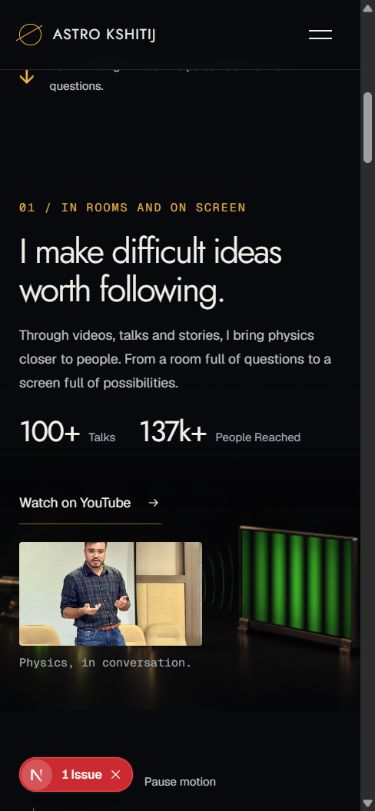 ASTRO KSHITIJ
questions.
01 / IN ROOMS AND ON SCREEN
I make difficult ideas
worth following.
Through videos, talks and stories, I bring physics
closer to people. From a room full of questions to a
screen full of possibilities.
100+ Talks 137k+ People Reached
Watch on YouTube →
Physics, in conversation.
N 1 Issue × Pause motion